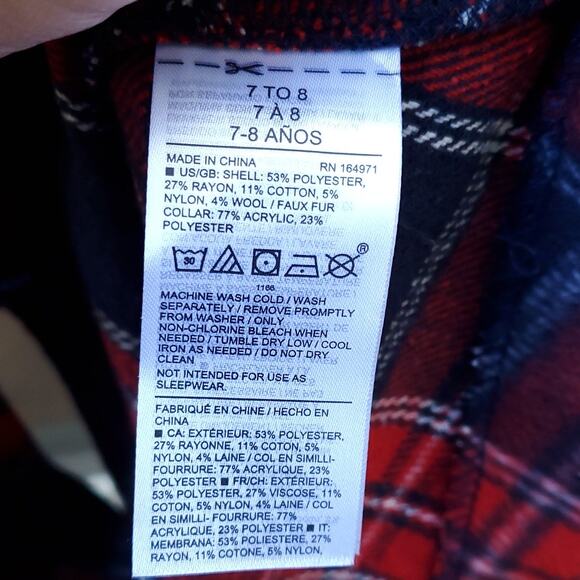 7 TO 8
7 À 8
7-8 AÑOS
MADE IN CHINA RN 164971
■ US/GB: SHELL: 53% POLYESTER,
27% RAYON, 11% COTTON, 5%
NYLON, 4% WOOL / FAUX FUR
COLLAR: 77% ACRYLIC, 23%
POLYESTER
30
®
1166
MACHINE WASH COLD / WASH
SEPARATELY / REMOVE PROMPTLY
FROM WASHER / ONLY
NON-CHLORINE BLEACH WHEN
NEEDED / TUMBLE DRY LOW / COOL
IRON AS NEEDED / DO NOT DRY
CLEAN
NOT INTENDED FOR USE AS
SLEEPWEAR.
FABRIQUÉ EN CHINE / HECHO EN
CHINA
■ CA: EXTÉRIEUR: 53% POLYESTER,
27% RAYONNE, 11% COTON, 5%
NYLON, 4% LAINE / COL EN SIMILLI-
FOURRURE: 77% ACRYLIQUE, 23%
POLYESTER ■ FR/CH: EXTÉRIEUR:
53% POLYESTER, 27% VISCOSE, 11%
COTON, 5% NYLON, 4% LAINE / COL
EN SIMILLI- FOURRURE: 77%
ACRYLIQUE, 23% POLYESTER ■ IT:
MEMBRANA: 53% POLIESTERE, 27%
RAYON, 11% COTONE, 5% NYLON,